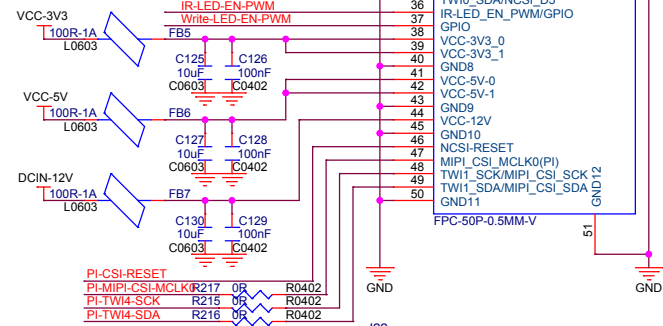 TWI0_SDA/NCSI_D3
IR-LED-EN-PWM 36 IR-LED_EN_PWM/GPIO
VCC-3V3 Write-LED-EN-PWM 37 GPIO
100R-1A FB5 38 VCC-3V3_0
L0603 39 VCC-3V3_1
C125 C126 40 GND8
10uF 100nF 41 VCC-5V-0
C0603 C0402 42 VCC-5V-1
VCC-5V 43 GND9
100R-1A FB6 44 VCC-12V
L0603 45 GND10
C127 C128 46 NCSI-RESET
10uF 100nF 47 MIPI_CSI_MCLK0(PI)
C0603 C0402 48 TWI1_SCK/MIPI_CSI_SCK
DCIN-12V 49 TWI1_SDA/MIPI_CSI_SDA
100R-1A FB7 50 GND11 GND12
L0603 FPC-50P-0.5MM-V
C130 C129 51
10uF 100nF
C0603 C0402
PI-CSI-RESET
PI-MIPI-CSI-MCLK0 R217 0R R0402 GND GND
PI-TWI4-SCK R215 0R R0402
PI-TWI4-SDA R216 0R R0402